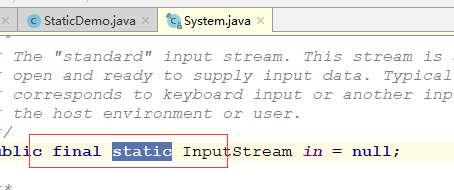 StaticDemo.java × System.java ×
*
The "standard" input stream. This stream is
open and ready to supply input data. Typical
corresponds to keyboard input or another inp
the host environment or user.
*/
ublic final static InputStream in = null;
*